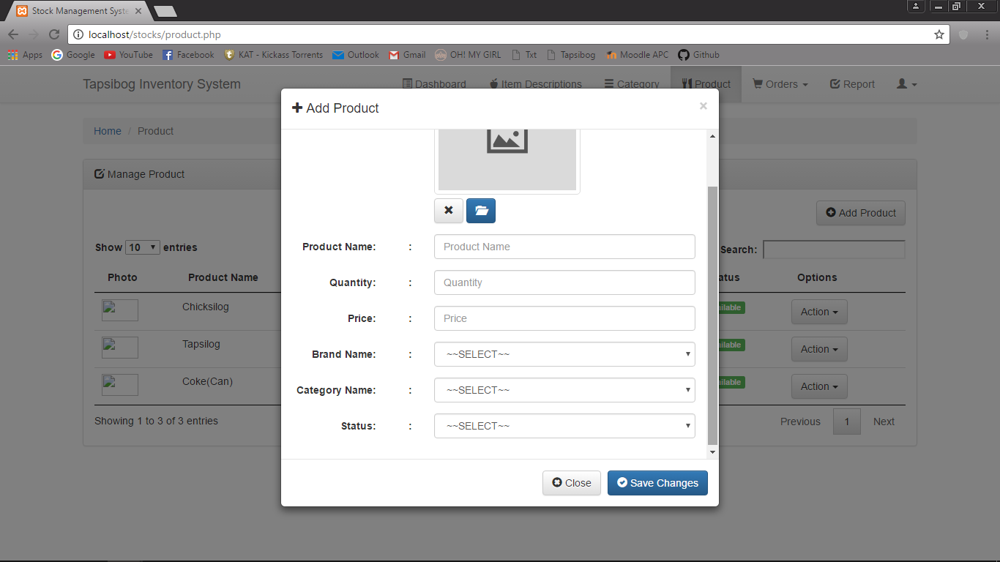 Stock Management Syste
localhost/stocks/product.php
Apps Google YouTube Facebook KAT - Kickass Torrents Outlook Gmail OH! MY GIRL Txt Tapsibog Moodle APC Github
Tapsibog Inventory System Dashboard Item Descriptions Category Product Orders Report
Add Product ×
Home / Product
Manage Product
Add Product
Product Name: : Product Name
Show 10 entries Search:
Quantity: : Quantity
Photo Product Name atus Options
Chicksilog ailable Action
Price: : Price
Tapsilog ailable Action
Brand Name: : ~~SELECT~~
Coke(Can) ailable Action
Category Name: : ~~SELECT~~
Showing 1 to 3 of 3 entries Previous 1 Next
Status: : ~~SELECT~~
Close Save Changes